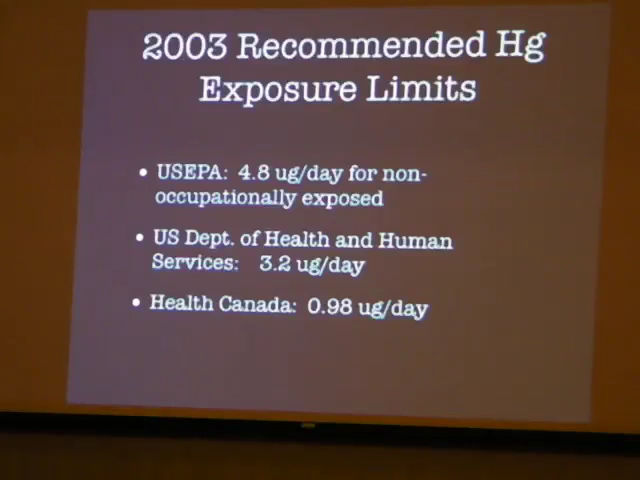 2003 Recommended Hg
Exposure Limits
• USEPA: 4.8 ug/day for non-
occupationally exposed
• US Dept. of Health and Human
Services: 3.2 ug/day
• Health Canada: 0.98 ug/day